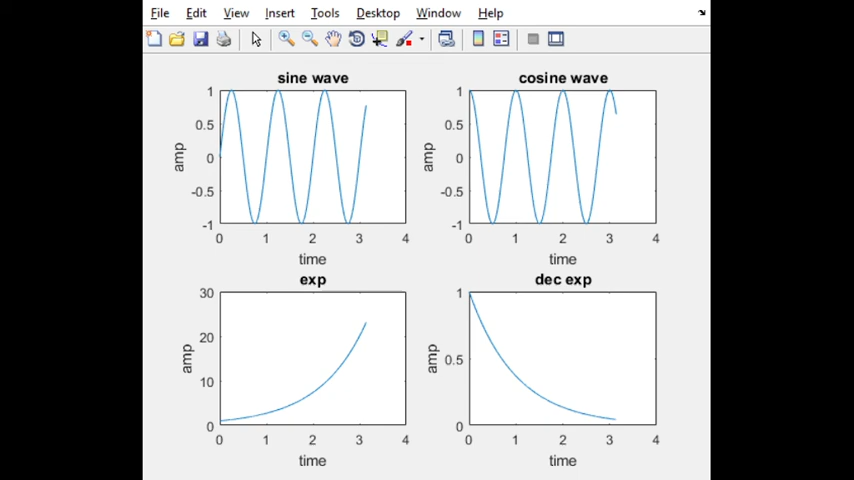 File Edit View Insert Tools Desktop Window Help
sine wave
1
0.5
0
-0.5
-1
amp
0 1 2 3 4
time
cosine wave
1
0.5
0
-0.5
-1
amp
0 1 2 3 4
time
exp
30
20
10
0
amp
0 1 2 3 4
time
dec exp
1
0.5
0
amp
0 1 2 3 4
time